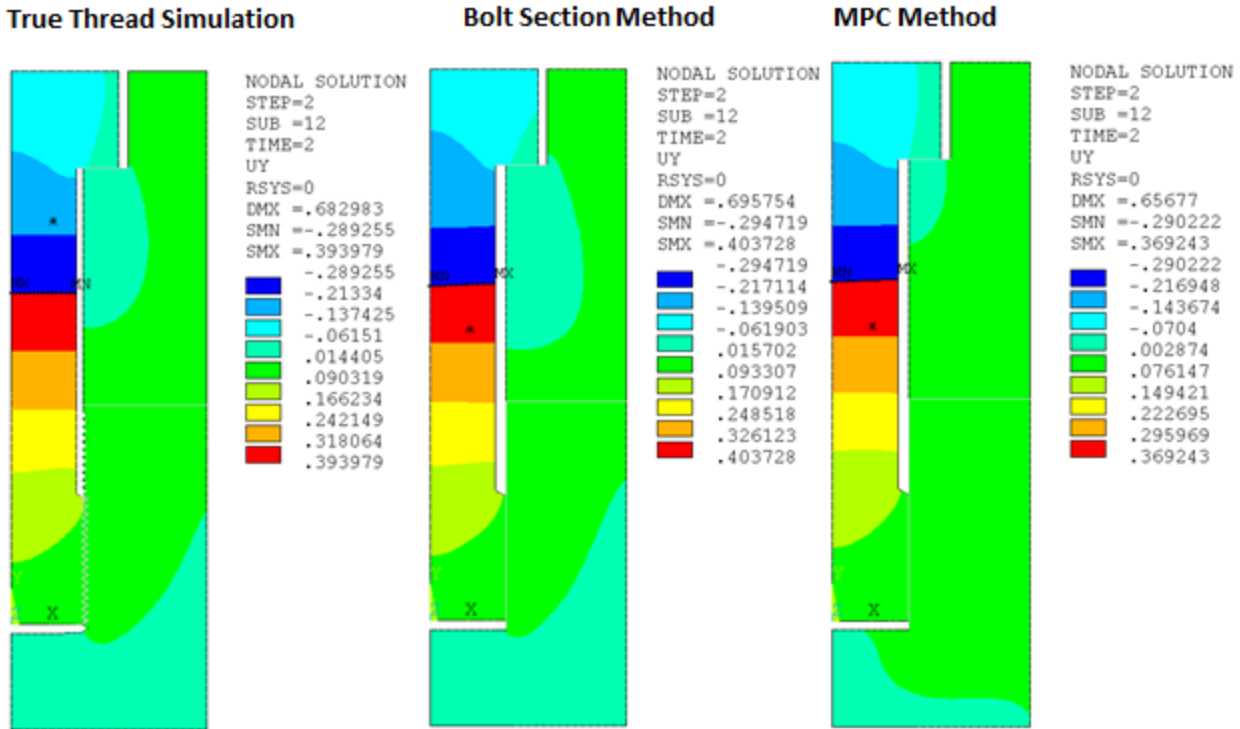 True Thread Simulation
Bolt Section Method
MPC Method
NODAL SOLUTION
STEP=2
SUB =12
TIME=2
UY
RSYS=0
DMX =.682983
SMN =-.289255
SMX =.393979
-.289255
-.21334
-.137425
-.06151
.014405
.090319
.166234
.242149
.318064
.393979
MX
MN
Y
X
NODAL SOLUTION
STEP=2
SUB =12
TIME=2
UY
RSYS=0
DMX =.695754
SMN =-.294719
SMX =.403728
-.294719
-.217114
-.139509
-.061903
.015702
.093307
.170912
.248518
.326123
.403728
MN
MX
Y
X
NODAL SOLUTION
STEP=2
SUB =12
TIME=2
UY
RSYS=0
DMX =.65677
SMN =-.290222
SMX =.369243
-.290222
-.216948
-.143674
-.0704
.002874
.076147
.149421
.222695
.295969
.369243
MN
MX
Y
X